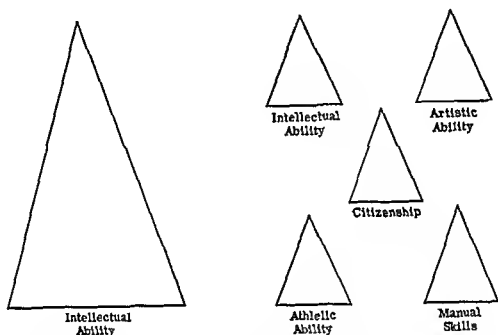 Intellectual
Ability
Intellectual
Ability
Artistic
Ability
Citizenship
Athletic
Ability
Manual
Skills